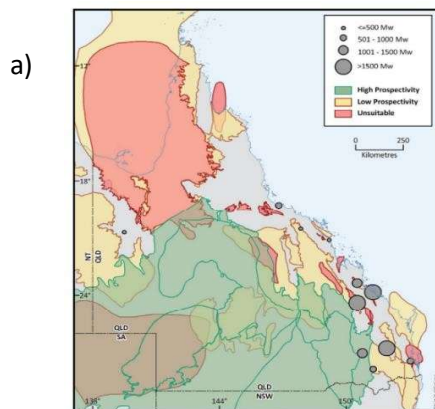 a)
<=500 Mw
501 - 1000 Mw
1001 - 1500 Mw
>1500 Mw
High Prospectivity
Low Prospectivity
Unsuitable
0 250
Kilometres
12°
18°
NT
QLD
24°
QLD
SA
QLD
NSW
138° 144° 150°